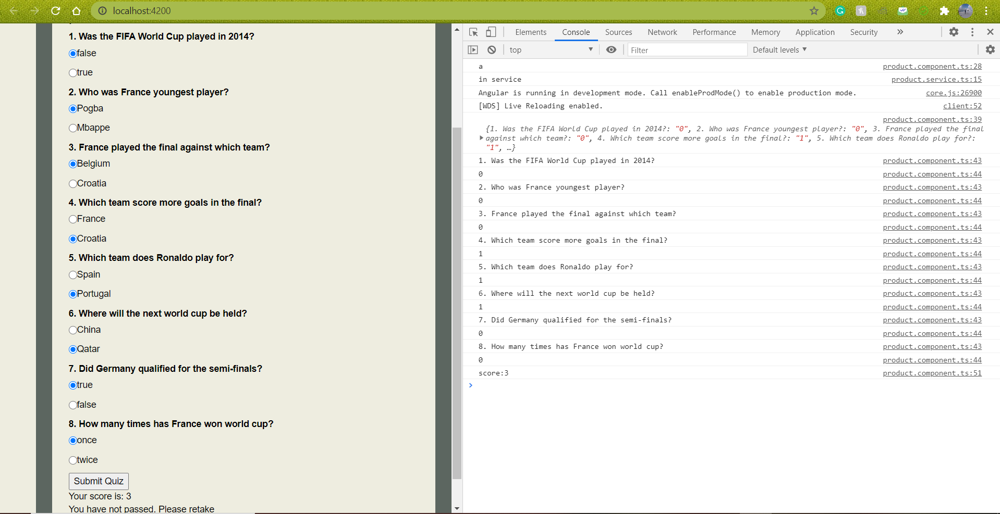 localhost:4200
1. Was the FIFA World Cup played in 2014?
false
true
2. Who was France youngest player?
Pogba
Mbappe
3. France played the final against which team?
Belgium
Croatia
4. Which team score more goals in the final?
France
Croatia
5. Which team does Ronaldo play for?
Spain
Portugal
6. Where will the next world cup be held?
China
Qatar
7. Did Germany qualified for the semi-finals?
true
false
8. How many times has France won world cup?
once
twice
Submit Quiz
Your score is: 3
You have not passed. Please retake
Elements Console Sources Network Performance Memory Application Security »
top Filter Default levels
a product.component.ts:28
in service product.service.ts:15
Angular is running in development mode. Call enableProdMode() to enable production mode. core.js:26900
[WDS] Live Reloading enabled. client:52
product.component.ts:39
{1. Was the FIFA World Cup played in 2014?: "0", 2. Who was France youngest player?: "0", 3. France played the final
against which team?: "0", 4. Which team score more goals in the final?: "1", 5. Which team does Ronaldo play for?:
"1", …}
1. Was the FIFA World Cup played in 2014? product.component.ts:43
0 product.component.ts:44
2. Who was France youngest player? product.component.ts:43
0 product.component.ts:44
3. France played the final against which team? product.component.ts:43
0 product.component.ts:44
4. Which team score more goals in the final? product.component.ts:43
1 product.component.ts:44
5. Which team does Ronaldo play for? product.component.ts:43
1 product.component.ts:44
6. Where will the next world cup be held? product.component.ts:43
1 product.component.ts:44
7. Did Germany qualified for the semi-finals? product.component.ts:43
0 product.component.ts:44
8. How many times has France won world cup? product.component.ts:43
0 product.component.ts:44
score:3 product.component.ts:51